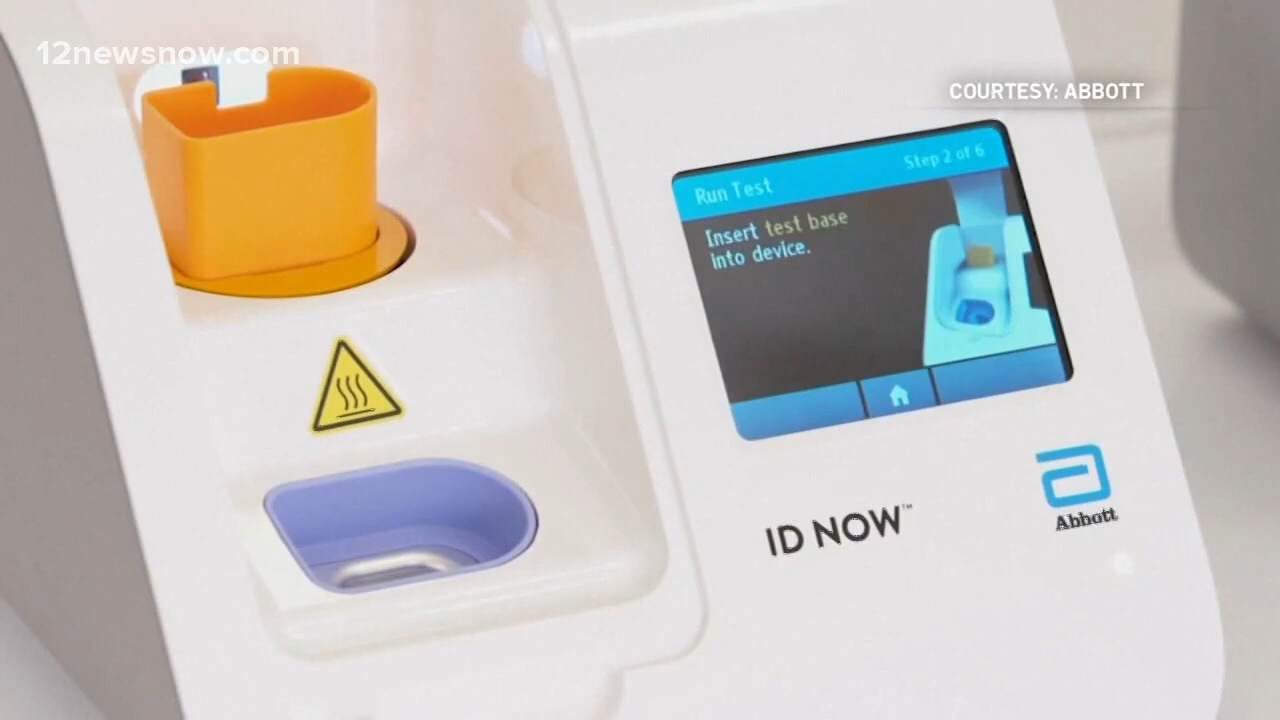 12newsnow.com
COURTESY: ABBOTT
Run Test
Step 2 of 6
Insert test base
into device.
ID NOW™
Abbott